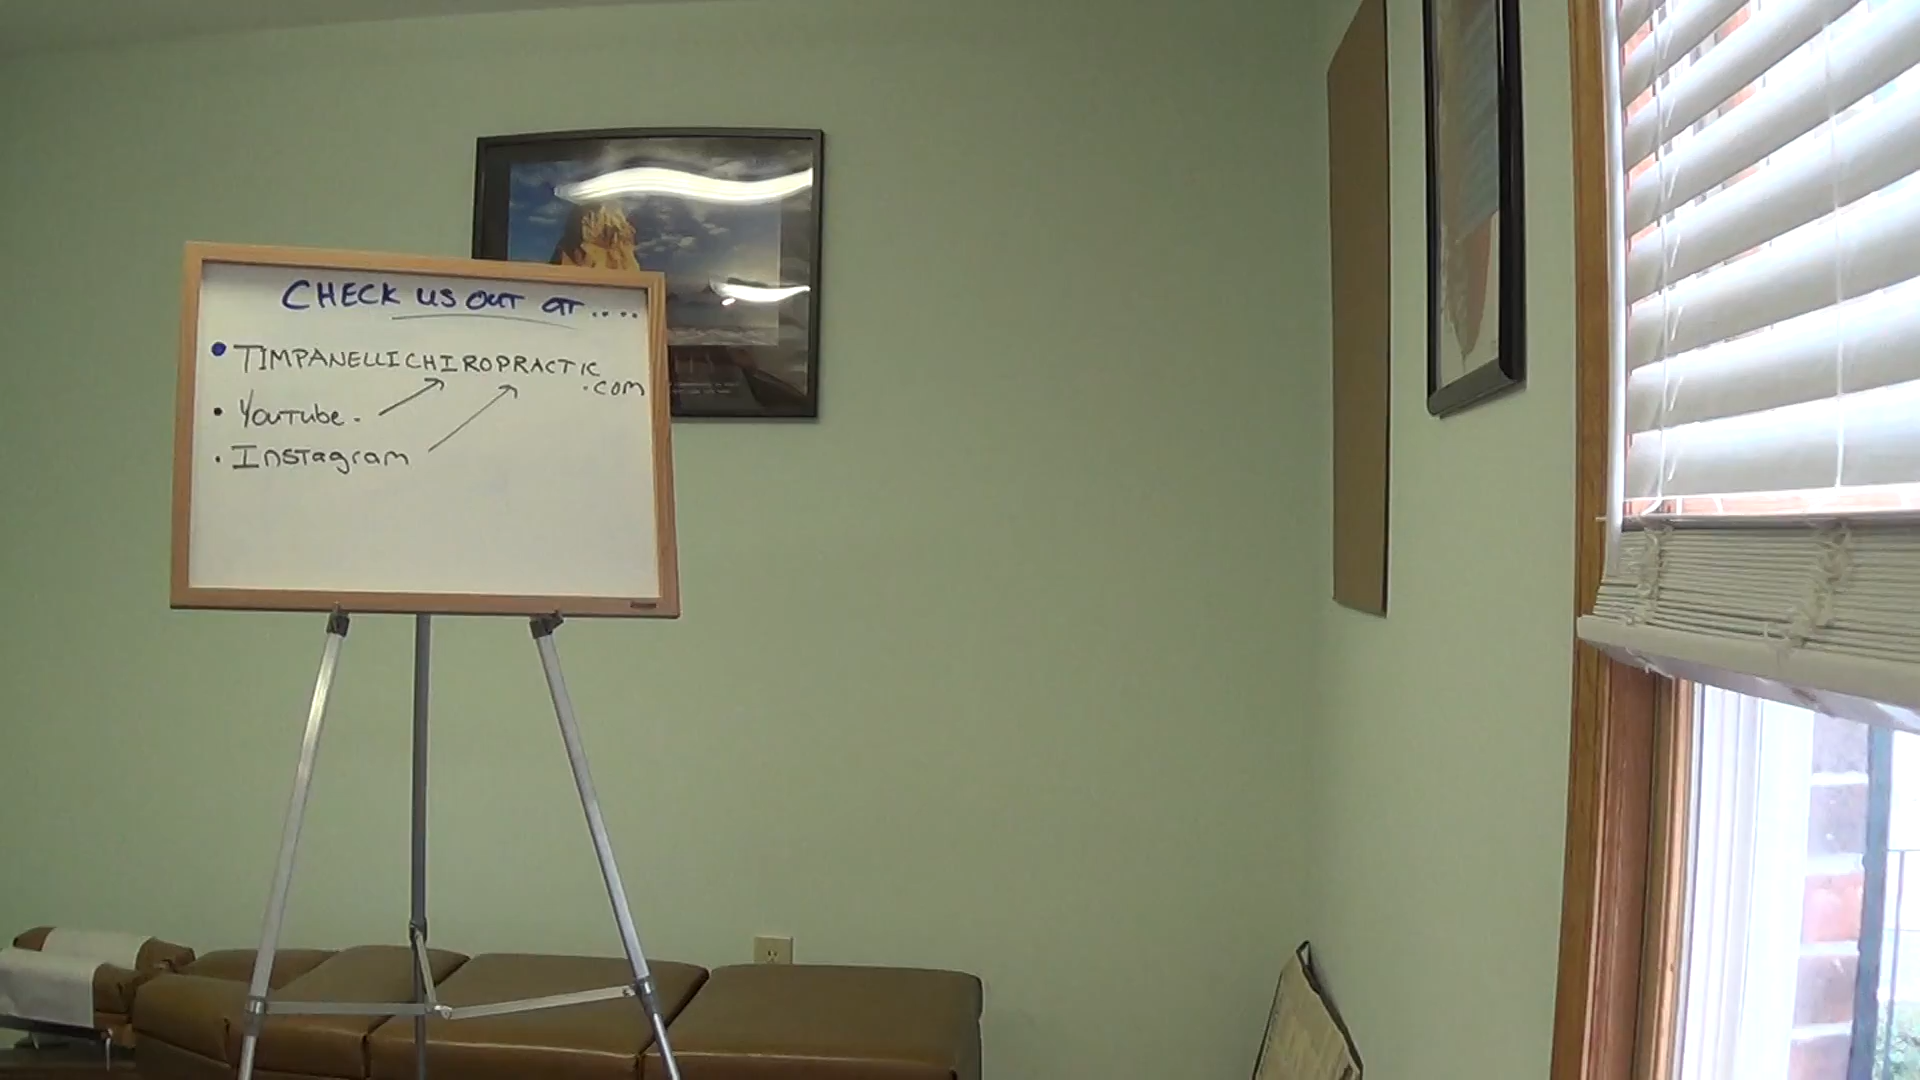 CHECK US OUT AT....
• TIMPANELLICHIROPRACTIC
.com
• YouTube.
• Instagram